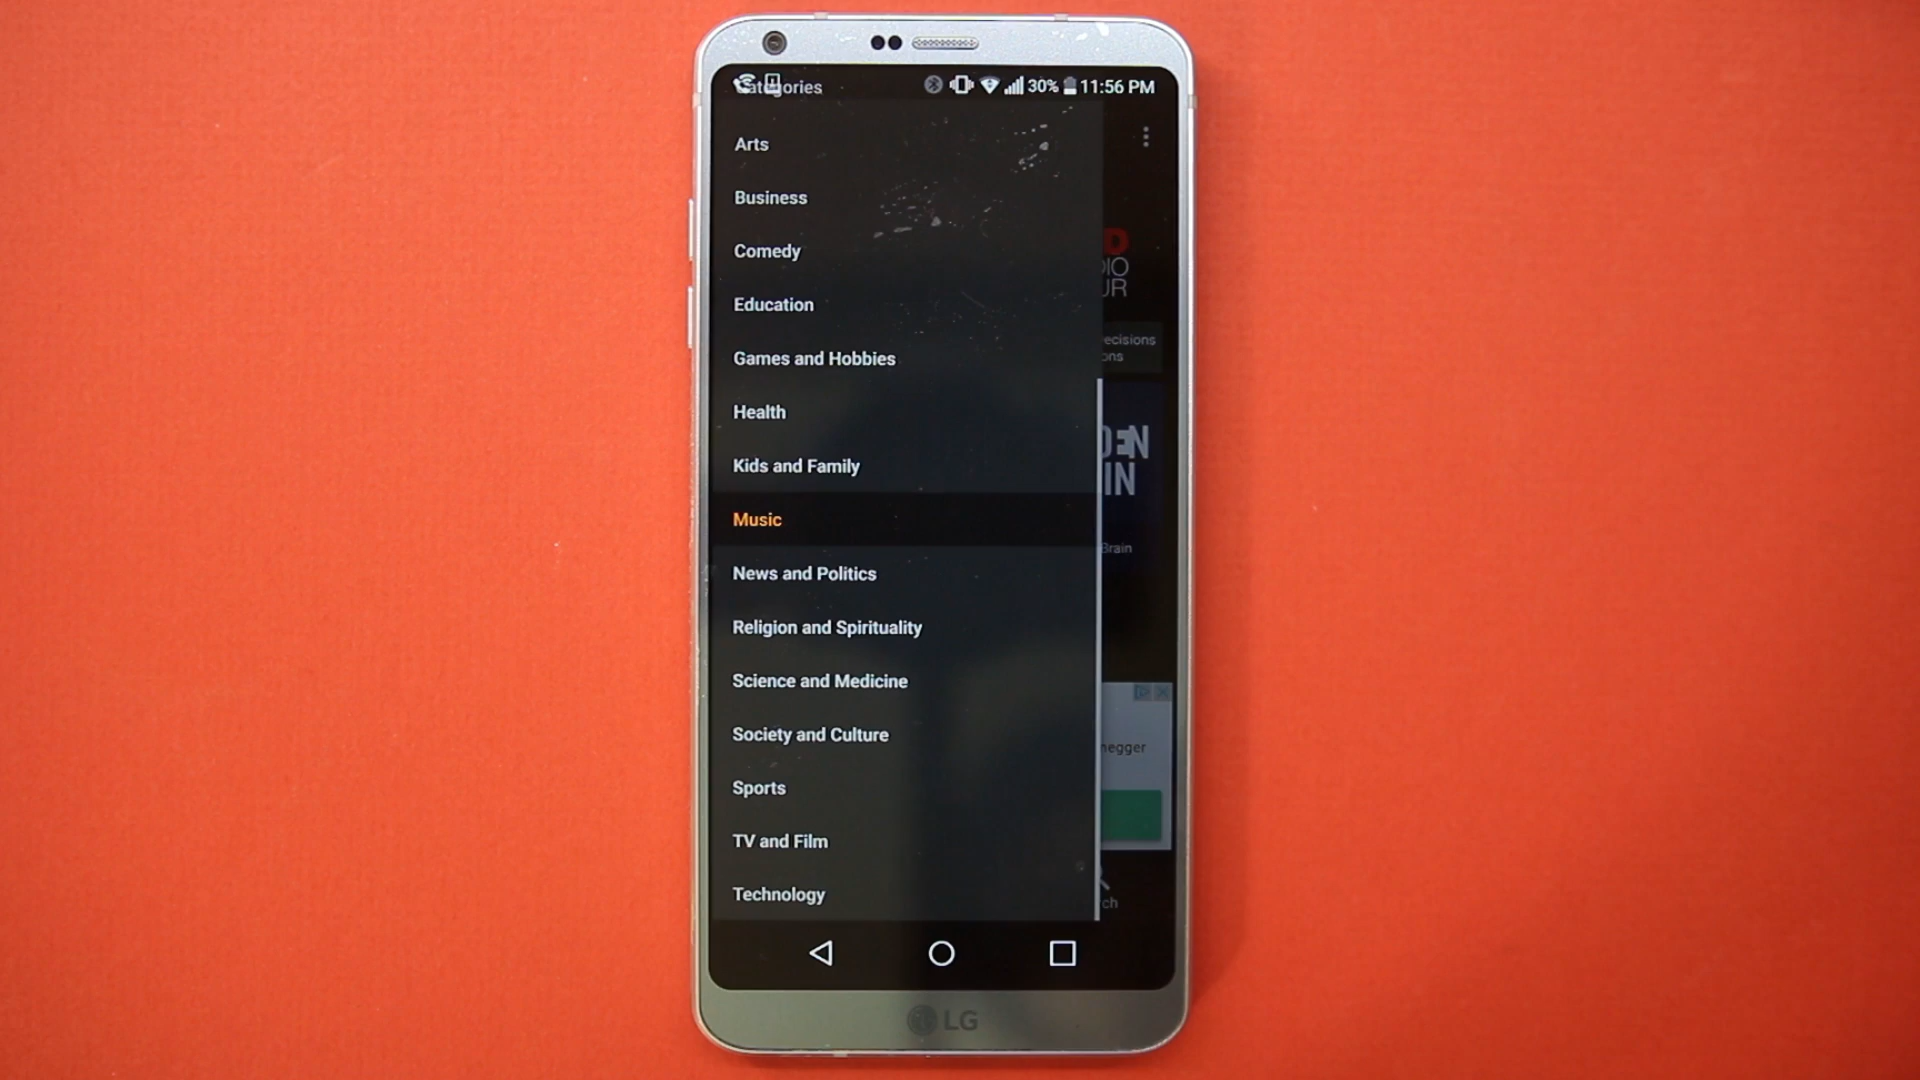 Categories
30% 11:56 PM
Arts
Business
Comedy
Education
Games and Hobbies
Health
Kids and Family
Music
News and Politics
Religion and Spirituality
Science and Medicine
Society and Culture
Sports
TV and Film
Technology
D
IO
UR
ecisions
ons
DEN
IN
Brain
negger
ch
LG